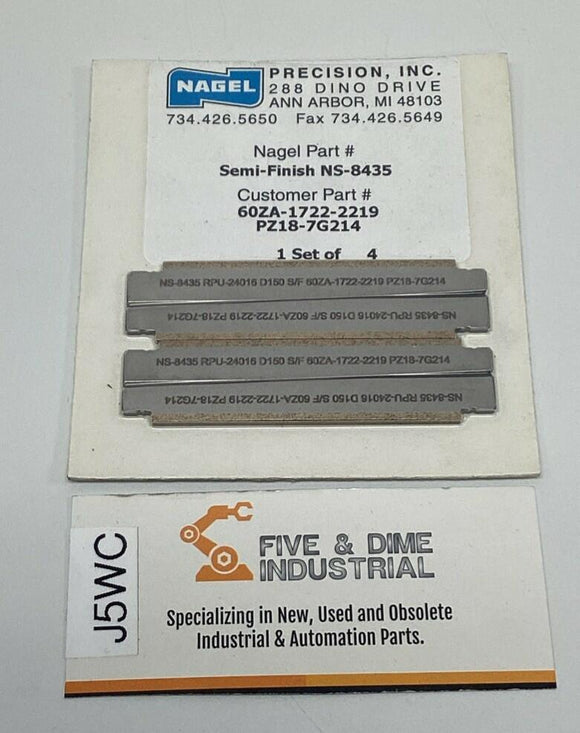 NAGEL
PRECISION, INC.
288 DINO DRIVE
ANN ARBOR, MI 48103
734.426.5650 Fax 734.426.5649
Nagel Part #
Semi-Finish NS-8435
Customer Part #
60ZA-1722-2219
PZ18-7G214
1 Set of 4
NS-8435 RPU-24016 D150 S/F 60ZA-1722-2219 PZ18-7G214
NS-8435 RPU-24016 D150 S/F 60ZA-1722-2219 PZ18-7G214
NS-8435 RPU-24016 D150 S/F 60ZA-1722-2219 PZ18-7G214
NS-8435 RPU-24016 D150 S/F 60ZA-1722-2219 PZ18-7G214
J5WC
FIVE & DIME
INDUSTRIAL
Specializing in New, Used and Obsolete
Industrial & Automation Parts.